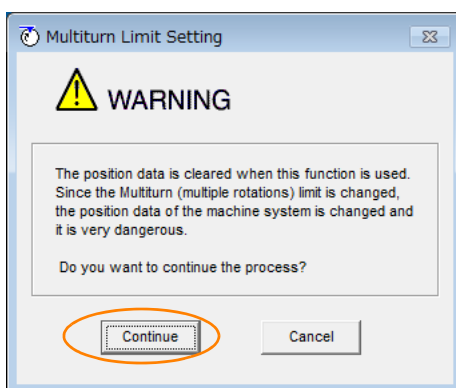 Multiturn Limit Setting
WARNING
The position data is cleared when this function is used.
Since the Multiturn (multiple rotations) limit is changed,
the position data of the machine system is changed and
it is very dangerous.
Do you want to continue the process?
Continue
Cancel